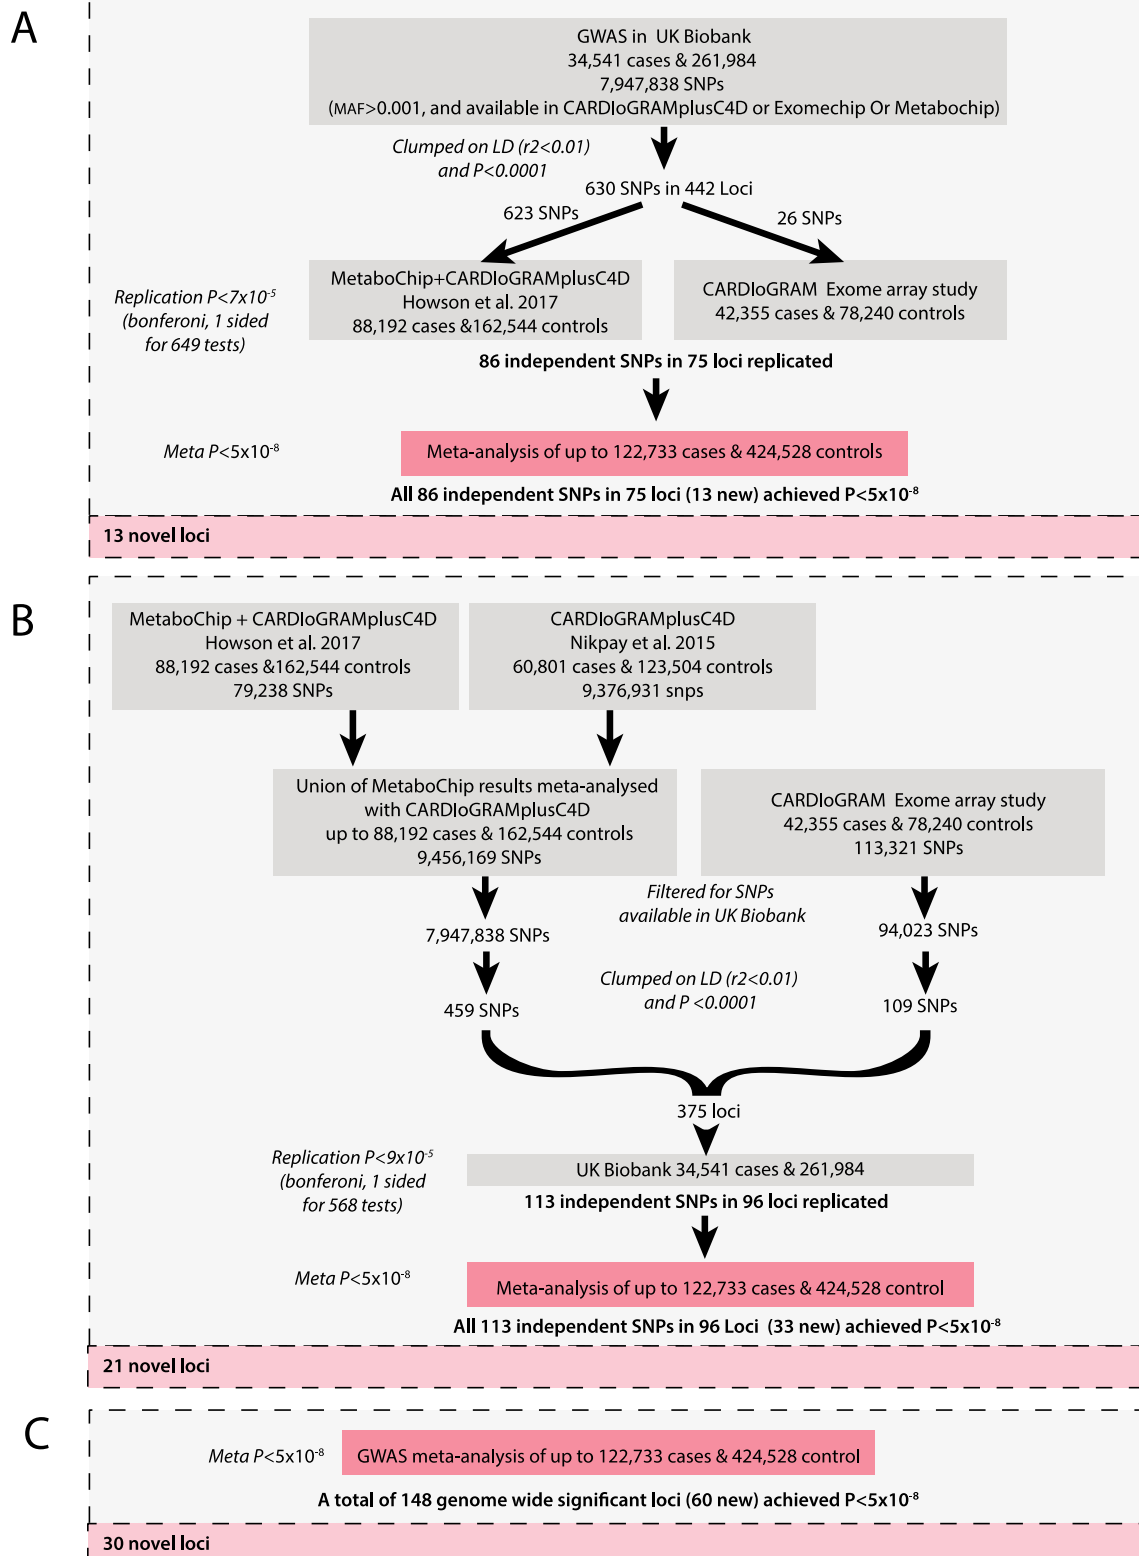 A
GWAS in UK Biobank
34,541 cases & 261,984
7,947,838 SNPs
(MAF>0.001, and available in CARDIoGRAMplusC4D or Exomechip Or Metabochip)
Clumped on LD (r2<0.01)
and P<0.0001
630 SNPs in 442 Loci
623 SNPs
26 SNPs
MetaboChip+CARDIoGRAMplusC4D
Howson et al. 2017
88,192 cases &162,544 controls
CARDIoGRAM Exome array study
42,355 cases & 78,240 controls
Replication P<7x10⁻⁵
(bonferoni, 1 sided
for 649 tests)
86 independent SNPs in 75 loci replicated
Meta P<5x10⁻⁸
Meta-analysis of up to 122,733 cases & 424,528 controls
All 86 independent SNPs in 75 loci (13 new) achieved P<5x10⁻⁸
13 novel loci
B
MetaboChip + CARDIoGRAMplusC4D
Howson et al. 2017
88,192 cases &162,544 controls
79,238 SNPs
CARDIoGRAMplusC4D
Nikpay et al. 2015
60,801 cases & 123,504 controls
9,376,931 snps
Union of MetaboChip results meta-analysed
with CARDIoGRAMplusC4D
up to 88,192 cases & 162,544 controls
9,456,169 SNPs
CARDIoGRAM Exome array study
42,355 cases & 78,240 controls
113,321 SNPs
Filtered for SNPs
available in UK Biobank
7,947,838 SNPs
94,023 SNPs
Clumped on LD (r2<0.01)
and P <0.0001
459 SNPs
109 SNPs
375 loci
Replication P<9x10⁻⁵
(bonferoni, 1 sided
for 568 tests)
UK Biobank 34,541 cases & 261,984
113 independent SNPs in 96 loci replicated
Meta P<5x10⁻⁸
Meta-analysis of up to 122,733 cases & 424,528 control
All 113 independent SNPs in 96 Loci (33 new) achieved P<5x10⁻⁸
21 novel loci
C
Meta P<5x10⁻⁸
GWAS meta-analysis of up to 122,733 cases & 424,528 control
A total of 148 genome wide significant loci (60 new) achieved P<5x10⁻⁸
30 novel loci